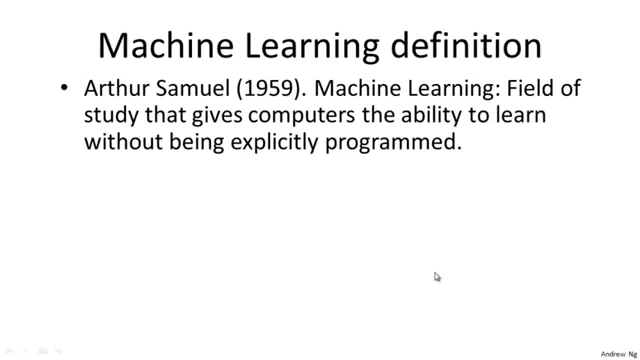 Machine Learning definition
• Arthur Samuel (1959). Machine Learning: Field of
study that gives computers the ability to learn
without being explicitly programmed.
Andrew Ng